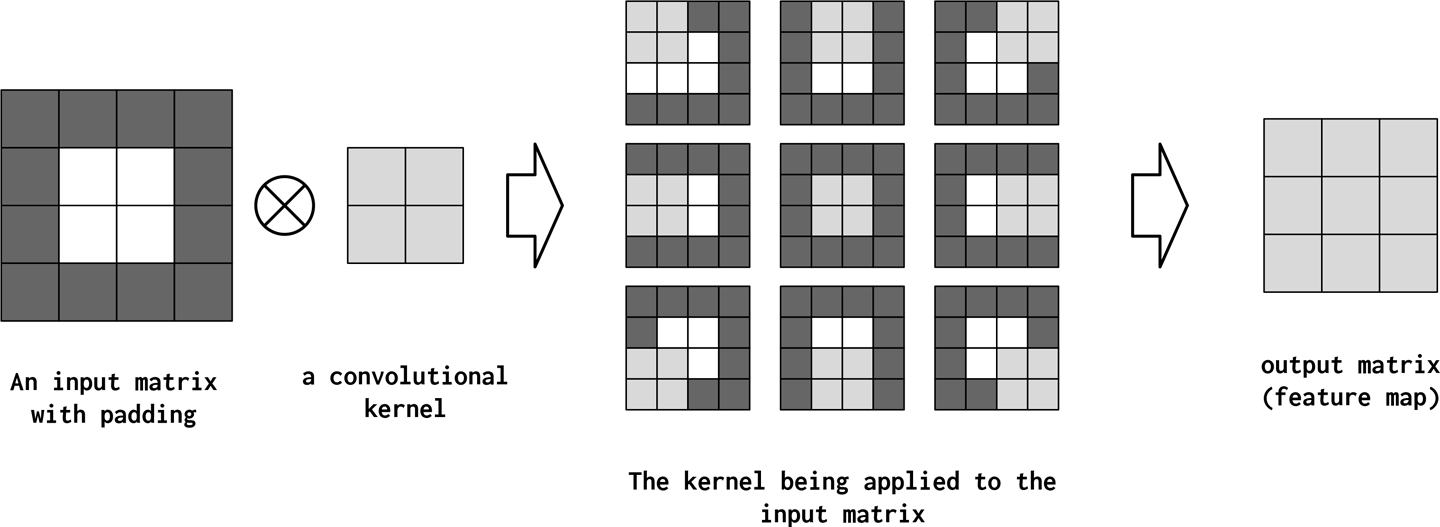 An input matrix
with padding
a convolutional
kernel
The kernel being applied to the
input matrix
output matrix
(feature map)